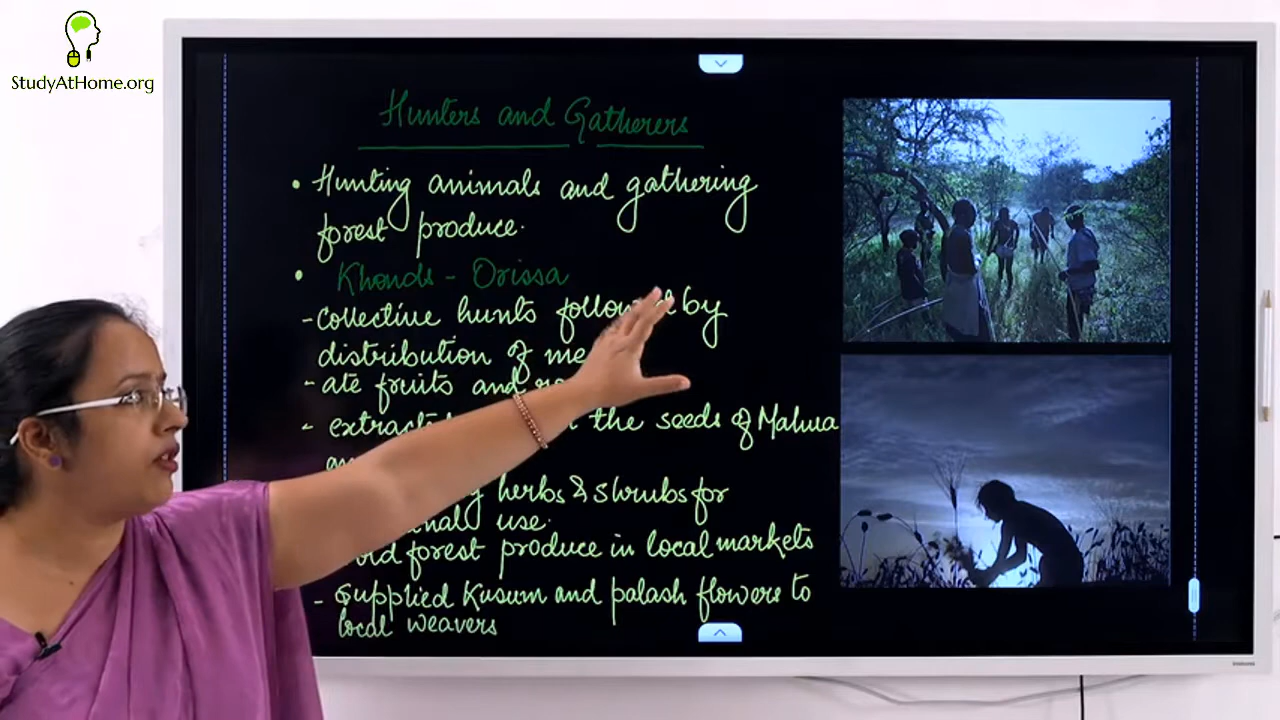 StudyAtHome.org
Hunters and Gatherers
• Hunting animals and gathering
forest produce.
• Khonds - Orissa
- Collective hunts followed by
distribution of
- ate fruits and
- the seeds of Mahua
herbs & shrubs for
use.
forest produce in local markets
- Supplied Kusum and palash flowers to
local weavers
SAMSUNG